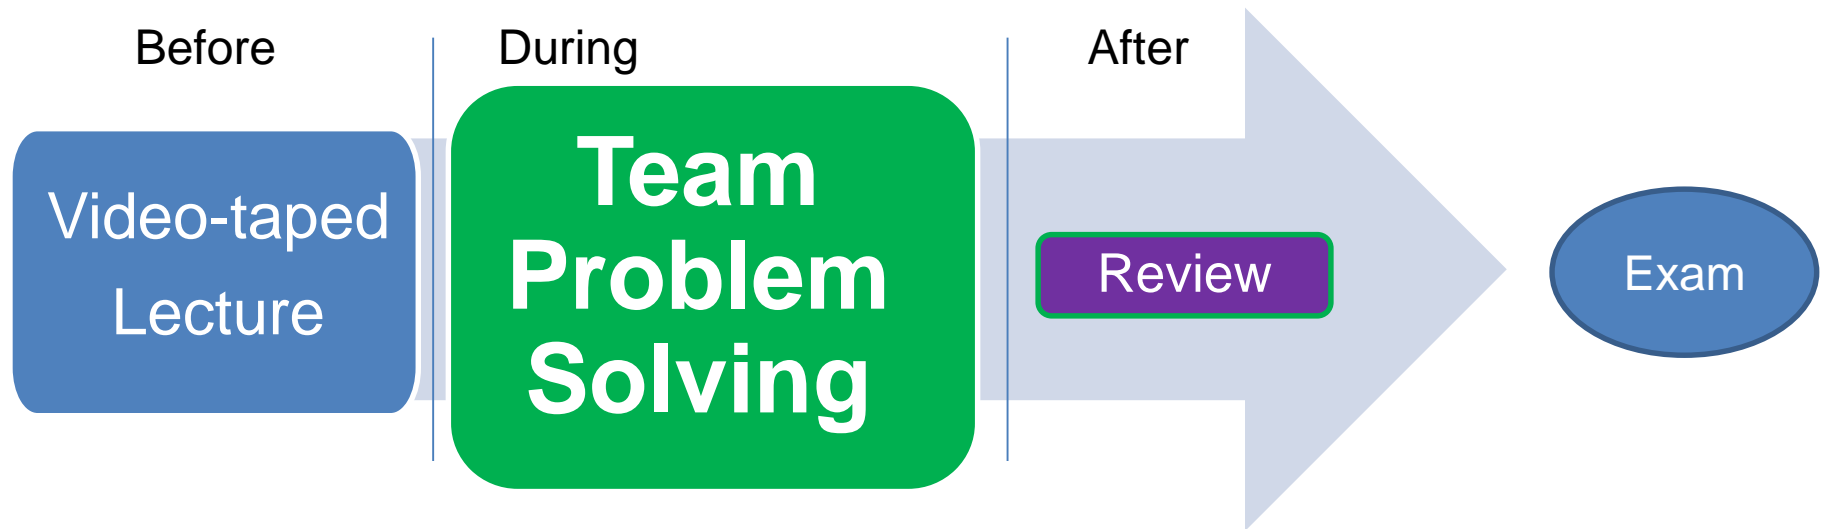 Before
During
After
Video-taped
Lecture
Team
Problem
Solving
Review
Exam